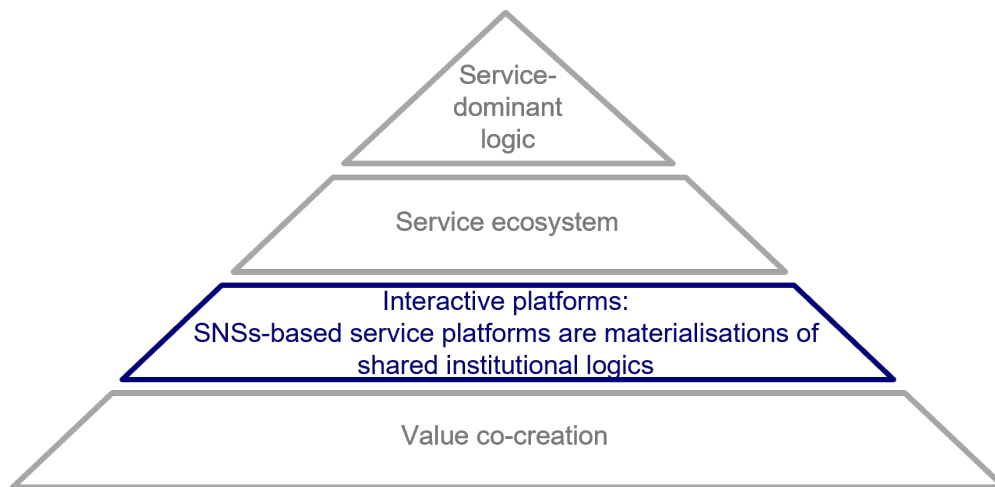 Service-
dominant
logic
Service ecosystem
Interactive platforms:
SNSs-based service platforms are materialisations of
shared institutional logics
Value co-creation